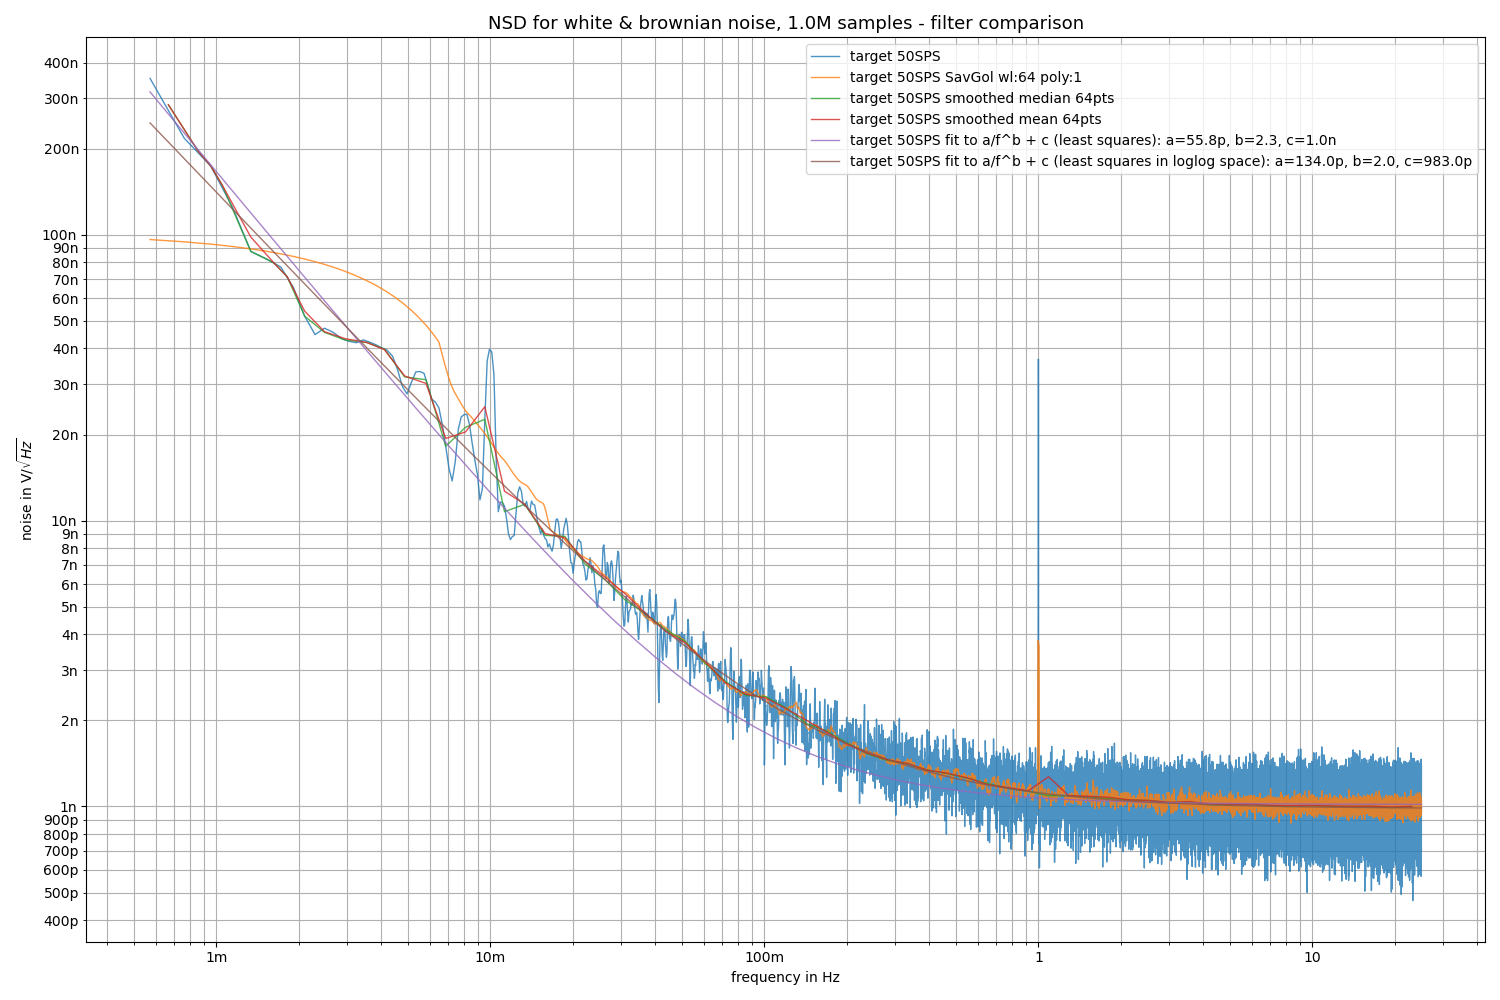 NSD for white & brownian noise, 1.0M samples - filter comparison
target 50SPS
target 50SPS SavGol wl:64 poly:1
target 50SPS smoothed median 64pts
target 50SPS smoothed mean 64pts
target 50SPS fit to a/f^b + c (least squares): a=55.8p, b=2.3, c=1.0n
target 50SPS fit to a/f^b + c (least squares in loglog space): a=134.0p, b=2.0, c=983.0p
400n
300n
200n
100n
90n
80n
70n
60n
50n
40n
30n
20n
10n
9n
8n
7n
6n
5n
4n
3n
2n
1n
900p
800p
700p
600p
500p
400p
noise in V/√Hz
1m 10m 100m 1 10
frequency in Hz